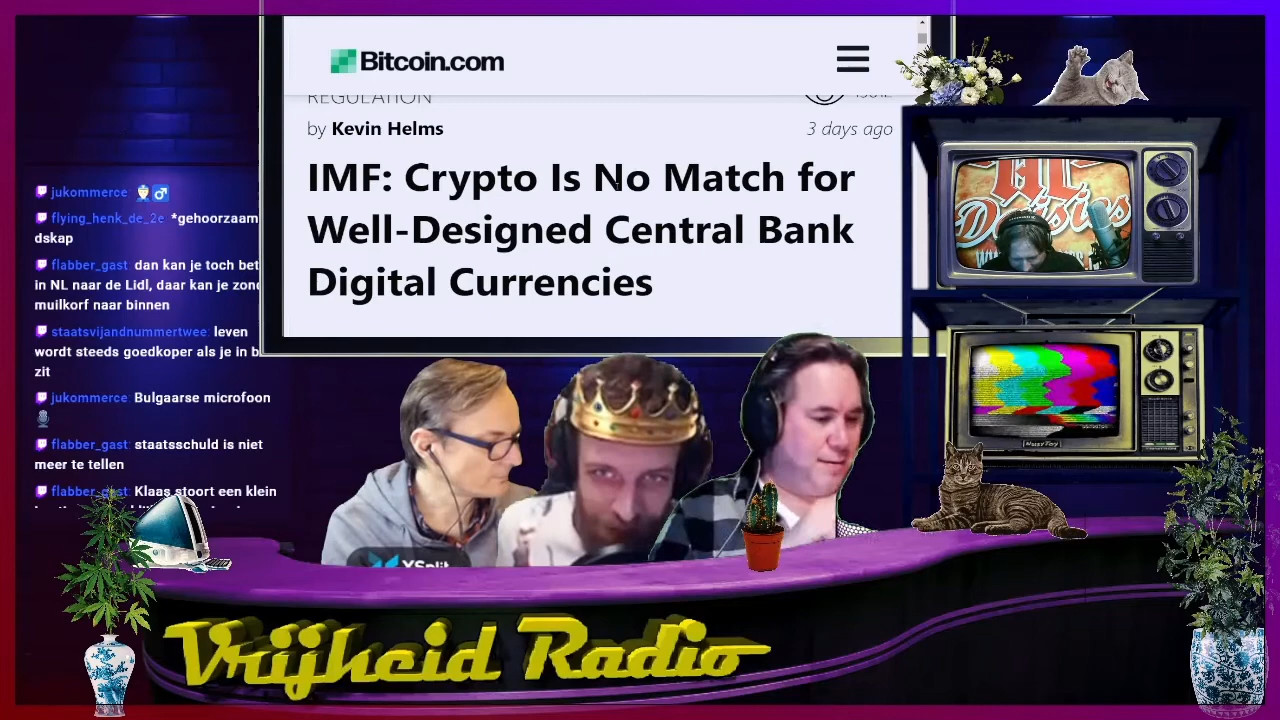 Bitcoin.com
REGULATION
by Kevin Helms
3 days ago
IMF: Crypto Is No Match for
Well-Designed Central Bank
Digital Currencies
jukommerce
flying_henk_de_2e *gehoorzaam
dskap
flabber_gast dan kan je toch bet
in NL naar de Lidl, daar kan je zon
muilkorf naar binnen
staatsvijandnummertwee: leven
wordt steeds goedkoper als je in b
zit
jukommerce: Bulgaarse microfoon
flabber_gast: staatsschuld is niet
meer te tellen
flabber_gast: Klaas stoort een klein
XSplit
Vrijheid Radio